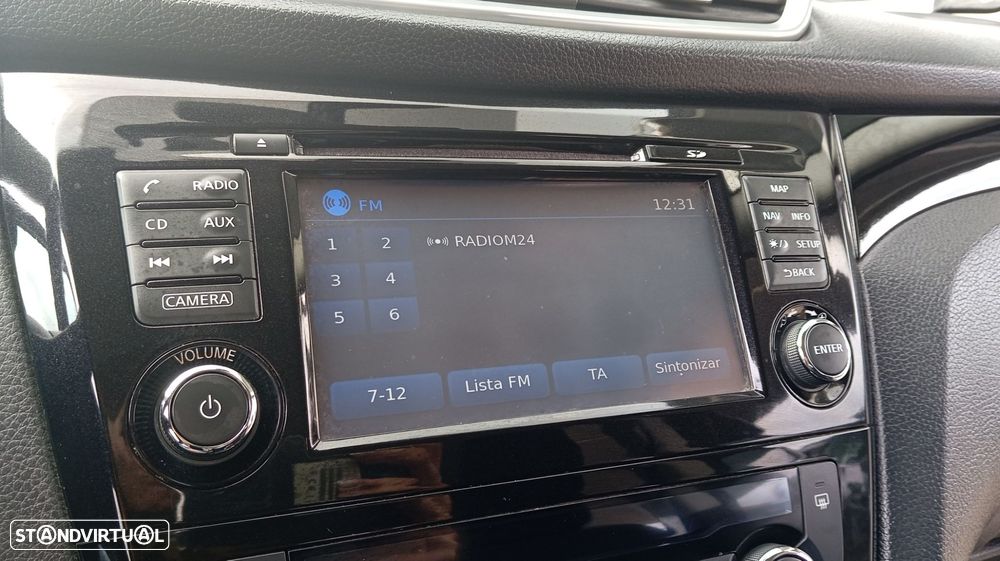 SD
RADIO
CD AUX
CAMERA
VOLUME
FM 12:31
1 2 RADIOM24
3 4
5 6
7-12 Lista FM TA Sintonizar
MAP
NAV INFO
SETUP
BACK
ENTER
STANDVIRTUAL